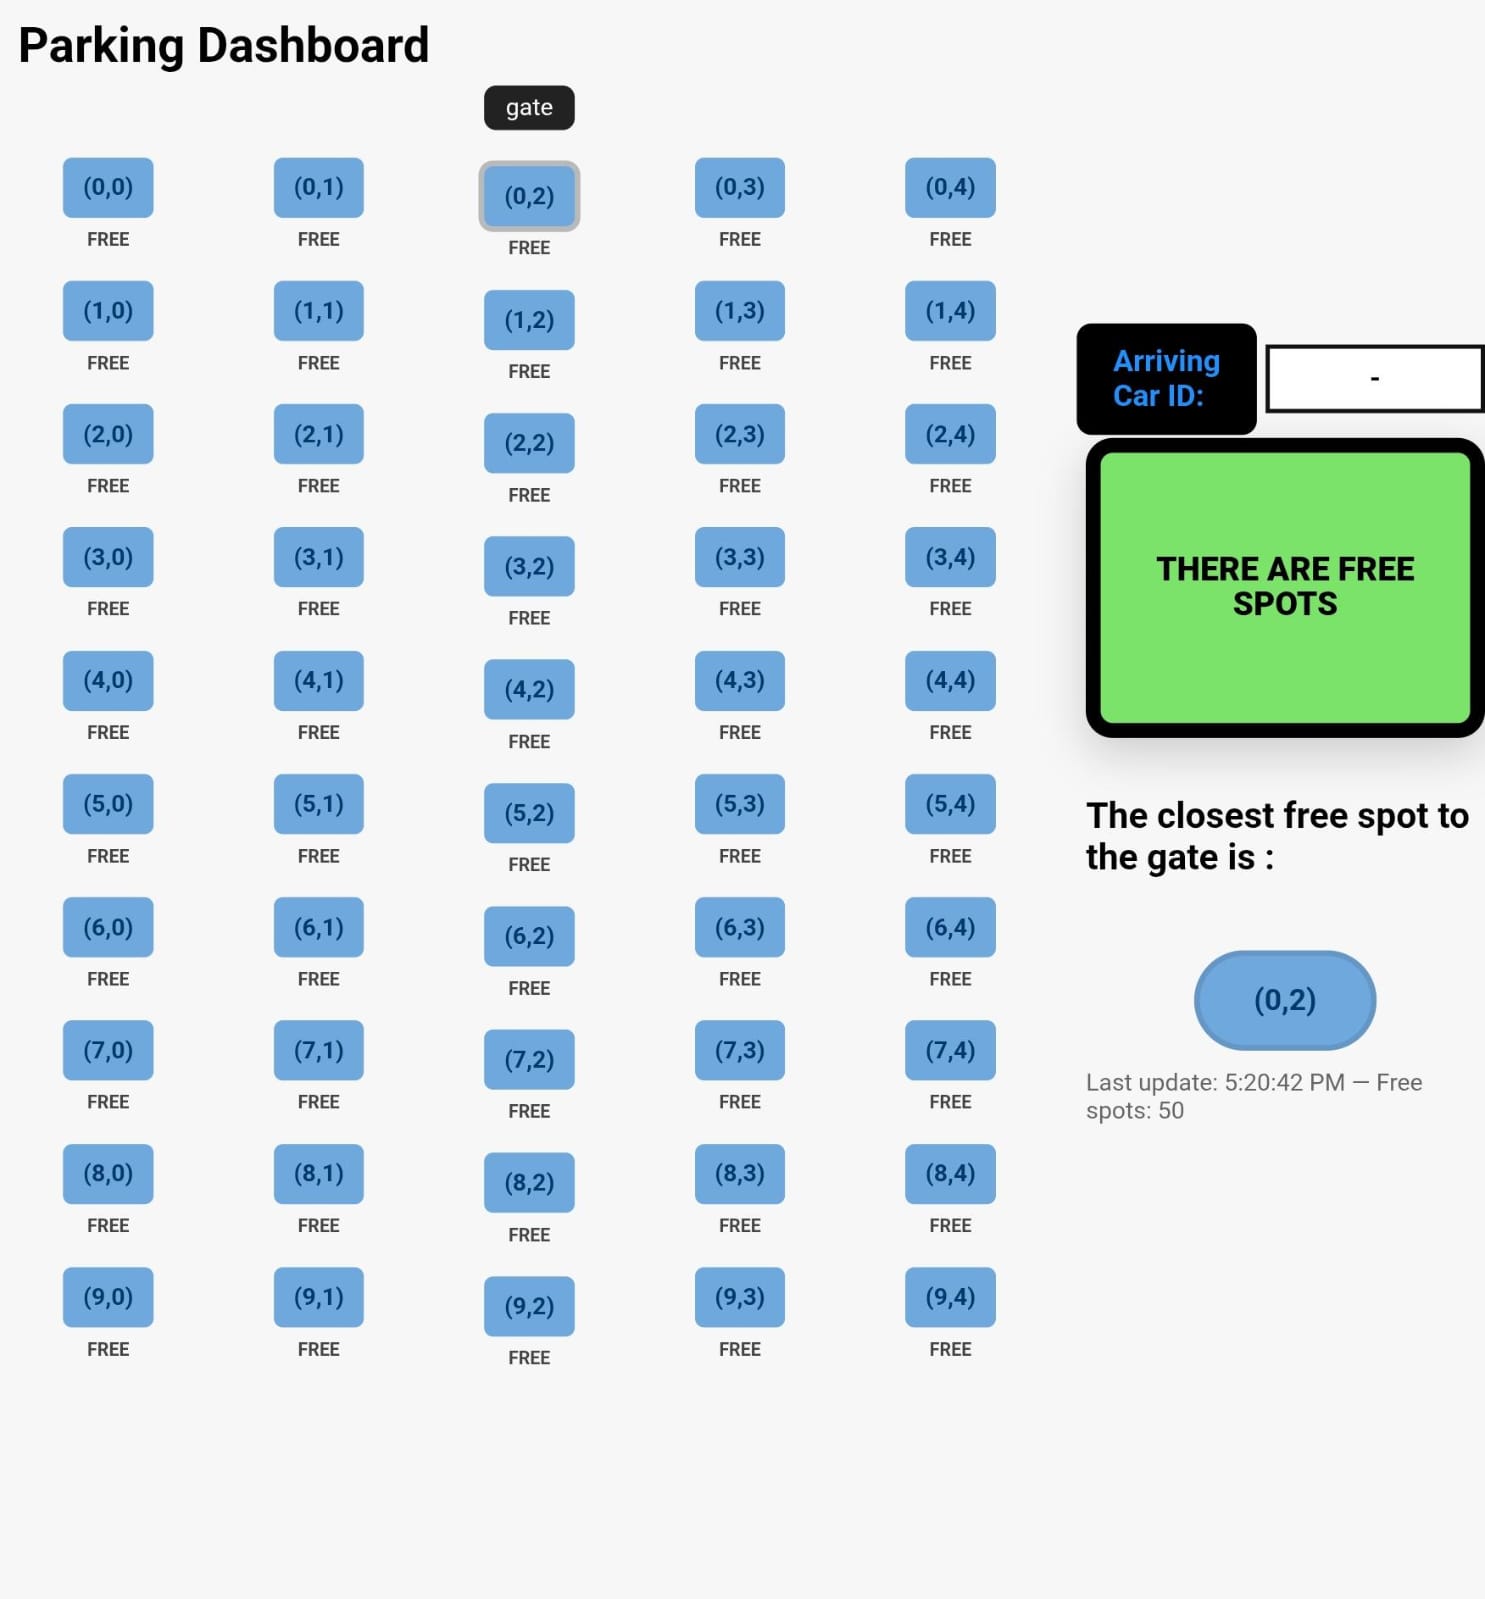 Parking Dashboard
gate
(0,0) (0,1) (0,2) (0,3) (0,4)
FREE FREE FREE FREE FREE
(1,0) (1,1) (1,2) (1,3) (1,4)
FREE FREE FREE FREE FREE
(2,0) (2,1) (2,2) (2,3) (2,4)
FREE FREE FREE FREE FREE
(3,0) (3,1) (3,2) (3,3) (3,4)
FREE FREE FREE FREE FREE
(4,0) (4,1) (4,2) (4,3) (4,4)
FREE FREE FREE FREE FREE
(5,0) (5,1) (5,2) (5,3) (5,4)
FREE FREE FREE FREE FREE
(6,0) (6,1) (6,2) (6,3) (6,4)
FREE FREE FREE FREE FREE
(7,0) (7,1) (7,2) (7,3) (7,4)
FREE FREE FREE FREE FREE
(8,0) (8,1) (8,2) (8,3) (8,4)
FREE FREE FREE FREE FREE
(9,0) (9,1) (9,2) (9,3) (9,4)
FREE FREE FREE FREE FREE
Arriving
Car ID:
-
THERE ARE FREE
SPOTS
The closest free spot to
the gate is :
(0,2)
Last update: 5:20:42 PM — Free
spots: 50